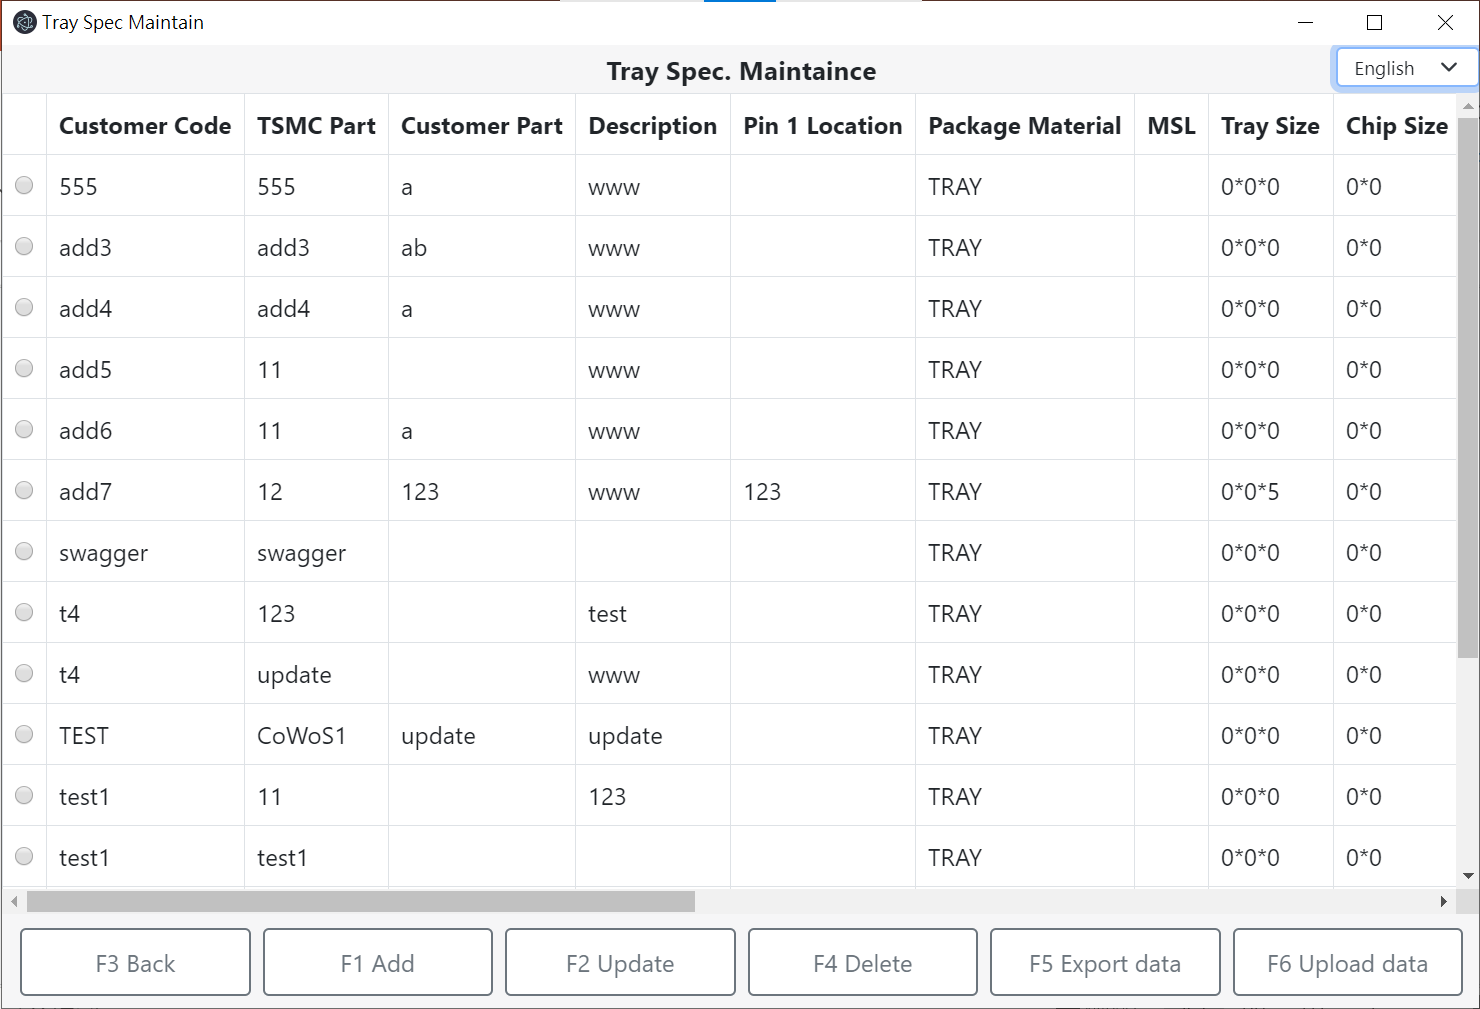 Tray Spec Maintain
Tray Spec. Maintaince
English
Customer Code TSMC Part Customer Part Description Pin 1 Location Package Material MSL Tray Size Chip Size
555 555 a www TRAY 0*0*0 0*0
add3 add3 ab www TRAY 0*0*0 0*0
add4 add4 a www TRAY 0*0*0 0*0
add5 11 www TRAY 0*0*0 0*0
add6 11 a www TRAY 0*0*0 0*0
add7 12 123 www 123 TRAY 0*0*5 0*0
swagger swagger TRAY 0*0*0 0*0
t4 123 test TRAY 0*0*0 0*0
t4 update www TRAY 0*0*0 0*0
TEST CoWoS1 update update TRAY 0*0*0 0*0
test1 11 123 TRAY 0*0*0 0*0
test1 test1 TRAY 0*0*0 0*0
F3 Back F1 Add F2 Update F4 Delete F5 Export data F6 Upload data